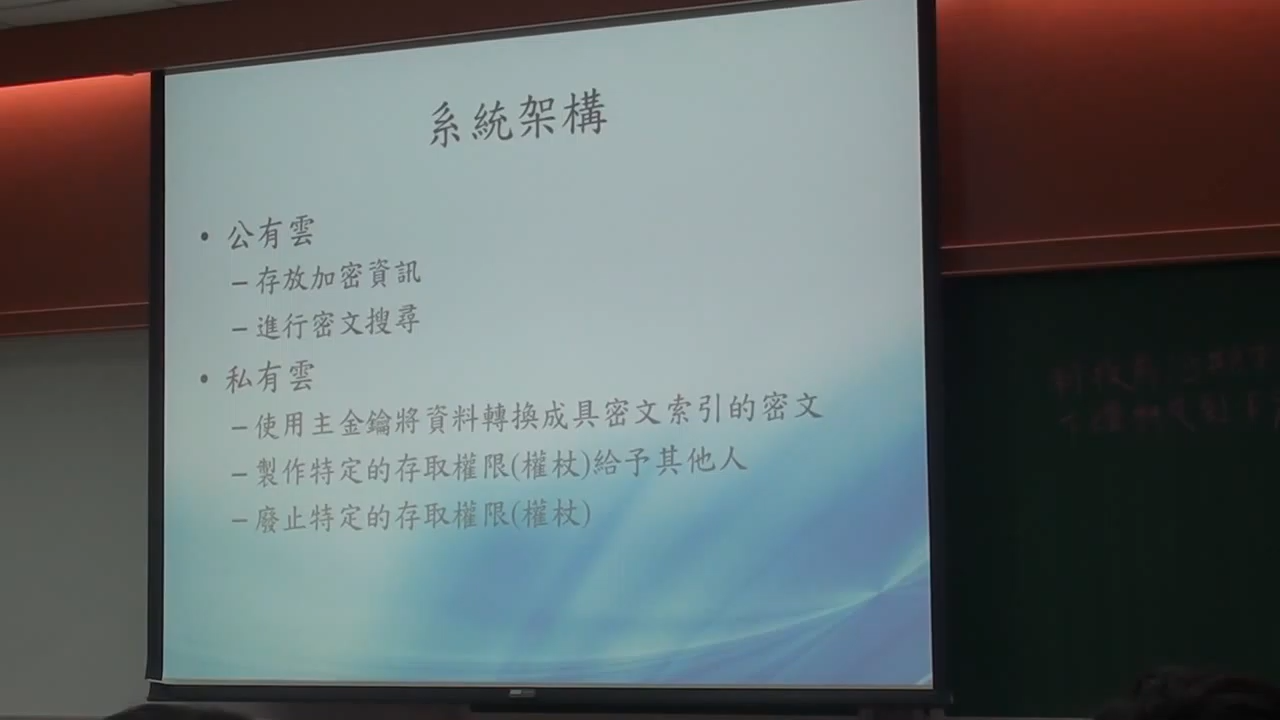 系統架構
• 公有雲
– 存放加密資訊
– 進行密文搜尋
• 私有雲
– 使用主金鑰將資料轉換成具密文索引的密文
– 製作特定的存取權限(權杖)給予其他人
– 廢止特定的存取權限(權杖)